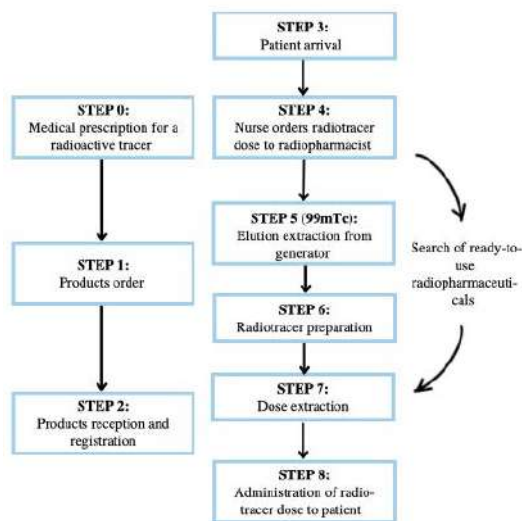 STEP 0:
Medical prescription for a
radioactive tracer
STEP 1:
Products order
STEP 2:
Products reception and
registration
STEP 3:
Patient arrival
STEP 4:
Nurse orders radiotracer
dose to radiopharmacist
STEP 5 (99mTc):
Elution extraction from
generator
STEP 6:
Radiotracer preparation
STEP 7:
Dose extraction
STEP 8:
Administration of radio-
tracer dose to patient
Search of ready-to-
use
radiopharmaceuti-
cals